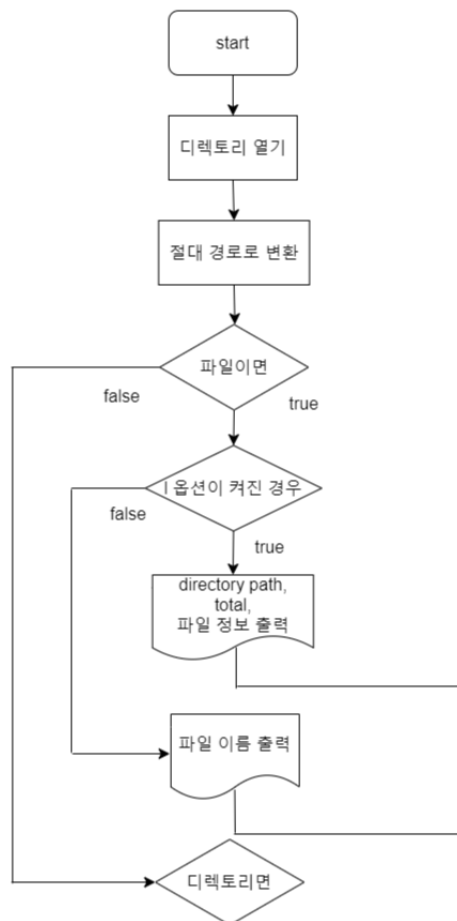 start
디렉토리 열기
절대 경로로 변환
파일이면
false
true
l 옵션이 켜진 경우
false
true
directory path,
total,
파일 정보 출력
파일 이름 출력
디렉토리면